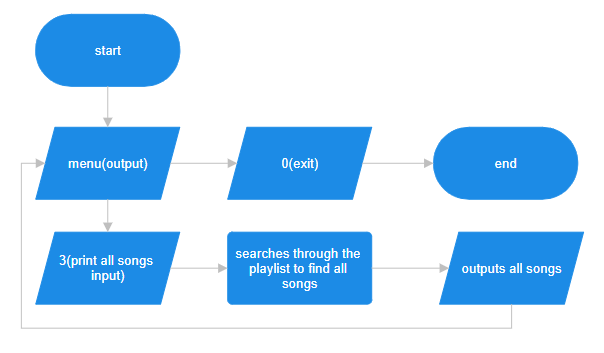 start
menu(output)
0(exit)
end
3(print all songs
input)
searches through the
playlist to find all
songs
outputs all songs